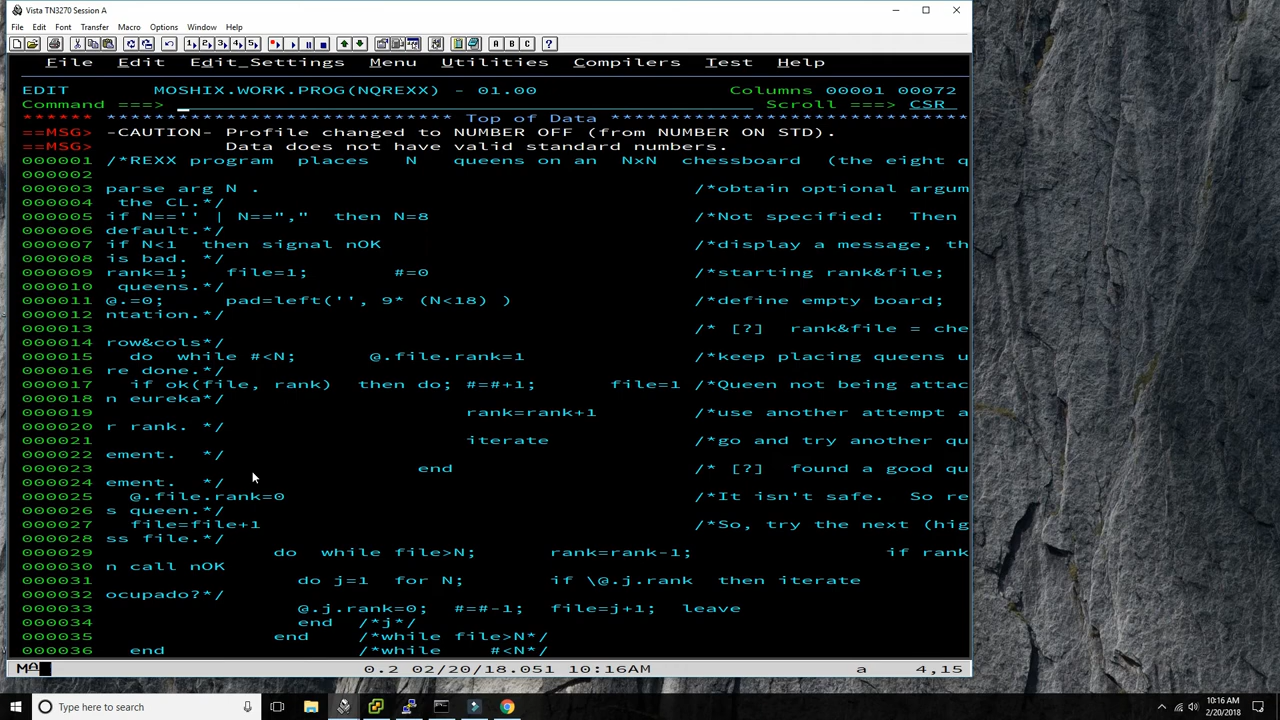 Vista TN3270 Session A
File Edit Font Transfer Macro Options Window Help
1 2 3 4 5 A B C ?
File Edit Edit_Settings Menu Utilities Compilers Test Help
EDIT MOSHIX.WORK.PROG(NQREXX) - 01.00 Columns 00001 00072
Command ===> Scroll ===> CSR
****** **************************** Top of Data ******************************
==MSG> -CAUTION- Profile changed to NUMBER OFF (from NUMBER ON STD).
==MSG> Data does not have valid standard numbers.
000001 /*REXX program places N queens on an NxN chessboard (the eight q
000002
000003 parse arg N . /*obtain optional argum
000004 the CL.*/
000005 if N=='' | N=="," then N=8 /*Not specified: Then
000006 default.*/
000007 if N<1 then signal nOK /*display a message, th
000008 is bad. */
000009 rank=1; file=1; #=0 /*starting rank&file;
000010 queens.*/
000011 @.=0; pad=left('', 9* (N<18) ) /*define empty board;
000012 ntation.*/
000013 /* [?] rank&file = che
000014 row&cols*/
000015 do while #<N; @.file.rank=1 /*keep placing queens u
000016 re done.*/
000017 if ok(file, rank) then do; #=#+1; file=1 /*Queen not being attac
000018 n eureka*/
000019 rank=rank+1 /*use another attempt a
000020 r rank. */
000021 iterate /*go and try another qu
000022 ement. */
000023 end /* [?] found a good qu
000024 ement. */
000025 @.file.rank=0 /*It isn't safe. So re
000026 s queen.*/
000027 file=file+1 /*So, try the next (hig
000028 ss file.*/
000029 do while file>N; rank=rank-1; if rank
000030 n call nOK
000031 do j=1 for N; if \@.j.rank then iterate
000032 ocupado?*/
000033 @.j.rank=0; #=#-1; file=j+1; leave
000034 end /*j*/
000035 end /*while file>N*/
000036 end /*while #<N*/
MA 0.2 02/20/18.051 10:16AM a 4,15
Type here to search
10:16 AM
2/20/2018